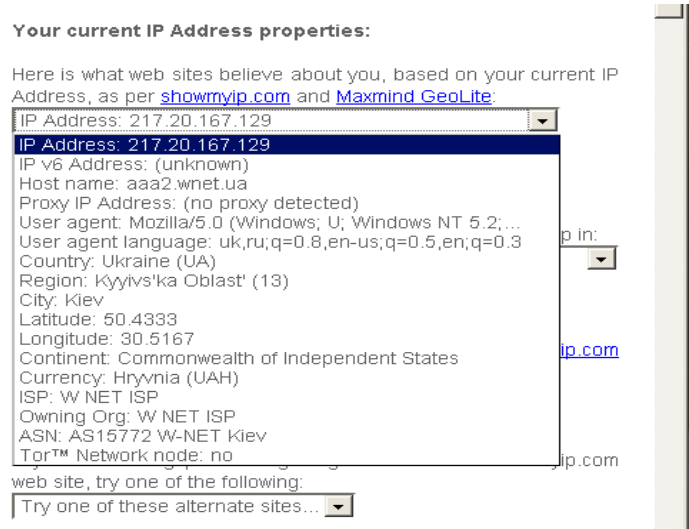 Your current IP Address properties:
Here is what web sites believe about you, based on your current IP
Address, as per showmyip.com and Maxmind GeoLite:
IP Address: 217.20.167.129
IP Address: 217.20.167.129
IP v6 Address: (unknown)
Host name: aaa2.wnet.ua
Proxy IP Address: (no proxy detected)
User agent: Mozilla/5.0 (Windows; U; Windows NT 5.2;...
User agent language: uk,ru;q=0.8,en-us;q=0.5,en;q=0.3
p in:
Country: Ukraine (UA)
Region: Kyyivs'ka Oblast' (13)
City: Kiev
Latitude: 50.4333
Longitude: 30.5167
Continent: Commonwealth of Independent States
ip.com
Currency: Hryvnia (UAH)
ISP: W NET ISP
Owning Org: W NET ISP
ASN: AS15772 W-NET Kiev
Tor™ Network node: no
yip.com
web site, try one of the following:
Try one of these alternate sites...